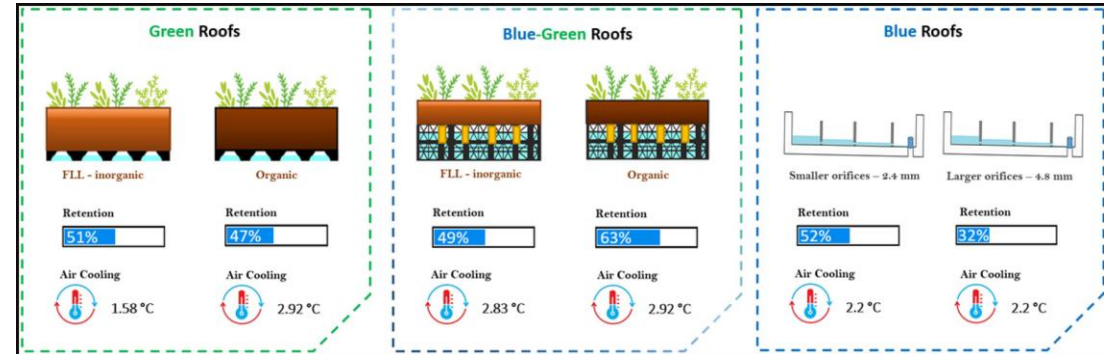 Green Roofs
FLL - inorganic
Organic
Retention
51%
Retention
47%
Air Cooling
1.58 °C
Air Cooling
2.92 °C
Blue-Green Roofs
FLL - inorganic
Organic
Retention
49%
Retention
63%
Air Cooling
2.83 °C
Air Cooling
2.92 °C
Blue Roofs
Smaller orifices – 2.4 mm
Larger orifices – 4.8 mm
Retention
52%
Retention
32%
Air Cooling
2.2 °C
Air Cooling
2.2 °C